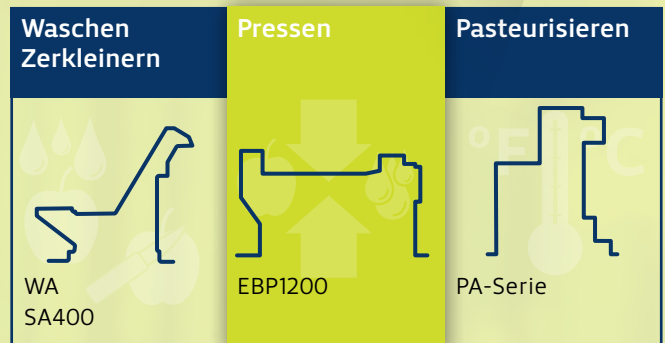 Waschen
Zerkleinern
Pressen
Pasteurisieren
°F
°C
WA
SA400
EBP1200
PA-Serie